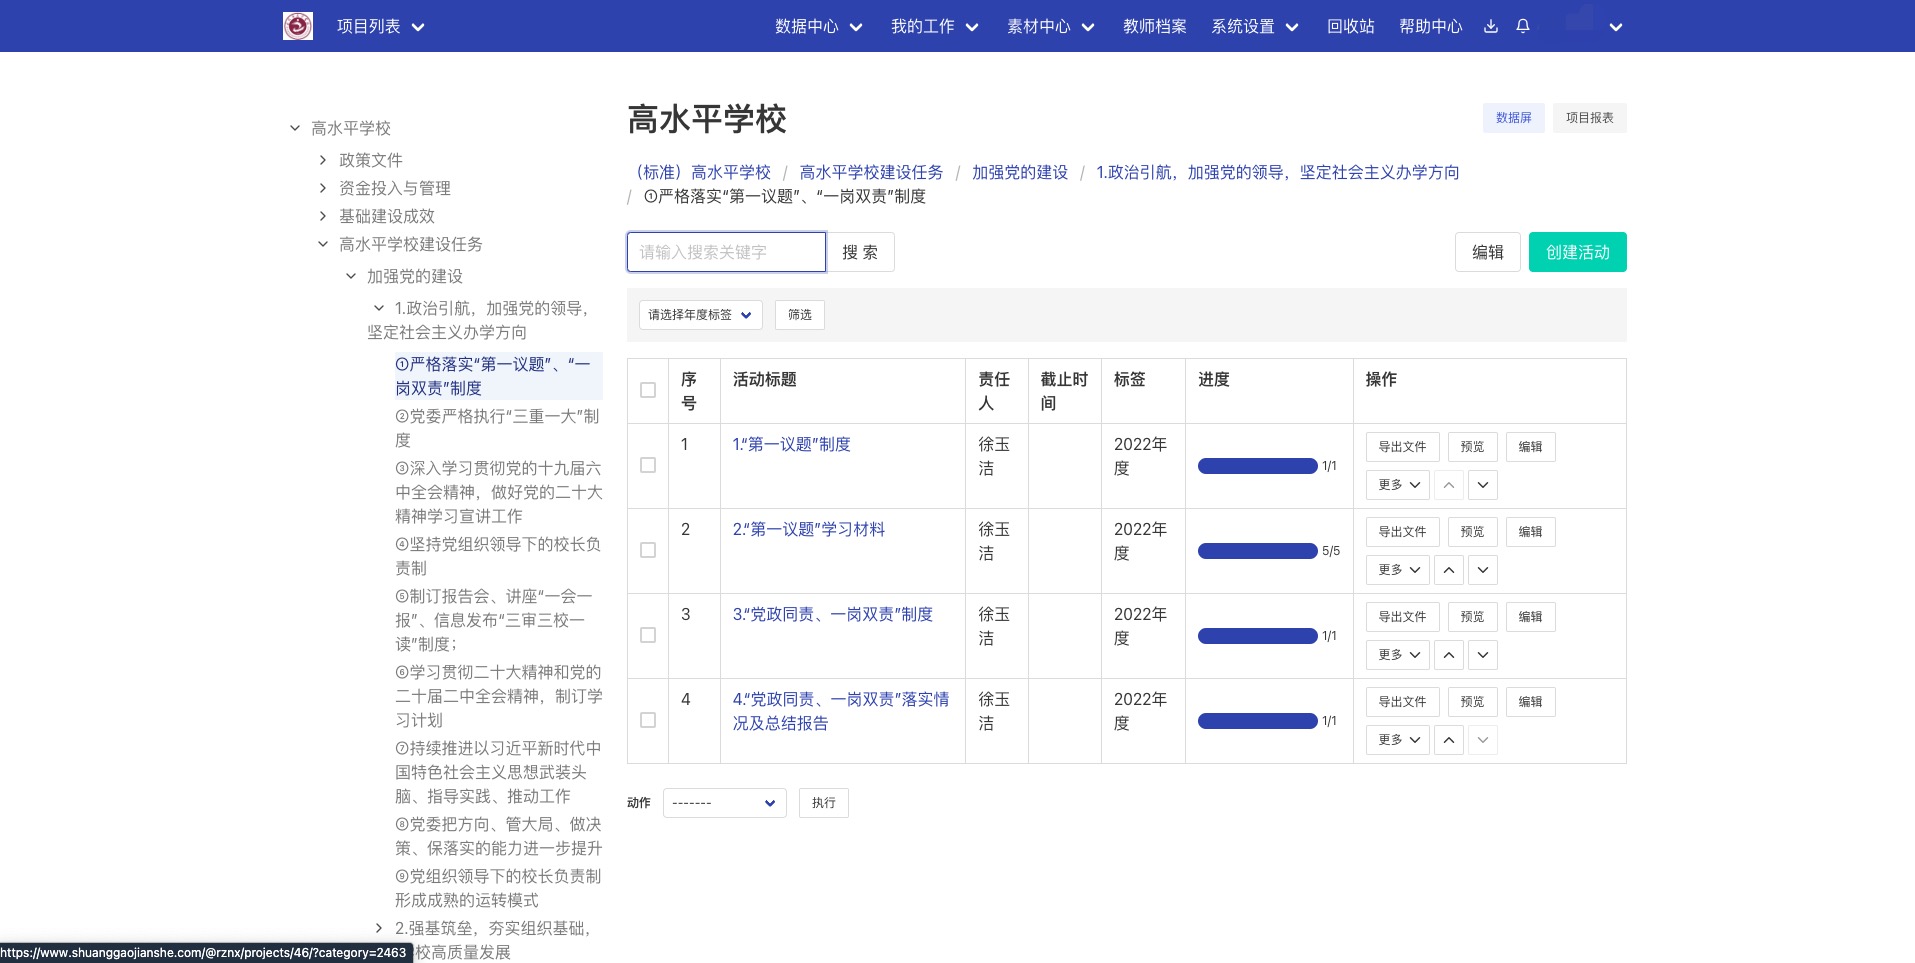 项目列表
数据中心
我的工作
素材中心
教师档案
系统设置
回收站
帮助中心
高水平学校
政策文件
资金投入与管理
基础建设成效
高水平学校建设任务
加强党的建设
1.政治引航，加强党的领导，
坚定社会主义办学方向
①严格落实“第一议题”、“一
岗双责”制度
②党委严格执行“三重一大”制
度
③深入学习贯彻党的十九届六
中全会精神，做好党的二十大
精神学习宣讲工作
④坚持党组织领导下的校长负
责制
⑤制订报告会、讲座“一会一
报”、信息发布“三审三校一
读”制度；
⑥学习贯彻二十大精神和党的
二十届二中全会精神，制订学
习计划
⑦持续推进以习近平新时代中
国特色社会主义思想武装头
脑、指导实践、推动工作
⑧党委把方向、管大局、做决
策、保落实的能力进一步提升
⑨党组织领导下的校长负责制
形成成熟的运转模式
2.强基筑垒，夯实组织基础，
校高质量发展
https://www.shuanggaojianshe.com/@rznx/projects/46/?category=2463
高水平学校
数据屏
项目报表
（标准）高水平学校 / 高水平学校建设任务 / 加强党的建设 / 1.政治引航，加强党的领导，坚定社会主义办学方向
/ ①严格落实“第一议题”、“一岗双责”制度
请输入搜索关键字
搜 索
编辑
创建活动
请选择年度标签
筛选
序
号
活动标题
责任
人
截止时
间
标签
进度
操作
1
1.“第一议题”制度
徐玉
洁
2022年
度
1/1
导出文件
预览
编辑
更多
2
2.“第一议题”学习材料
徐玉
洁
2022年
度
5/5
导出文件
预览
编辑
更多
3
3.“党政同责、一岗双责”制度
徐玉
洁
2022年
度
1/1
导出文件
预览
编辑
更多
4
4.“党政同责、一岗双责”落实情
况及总结报告
徐玉
洁
2022年
度
1/1
导出文件
预览
编辑
更多
动作
-------
执行